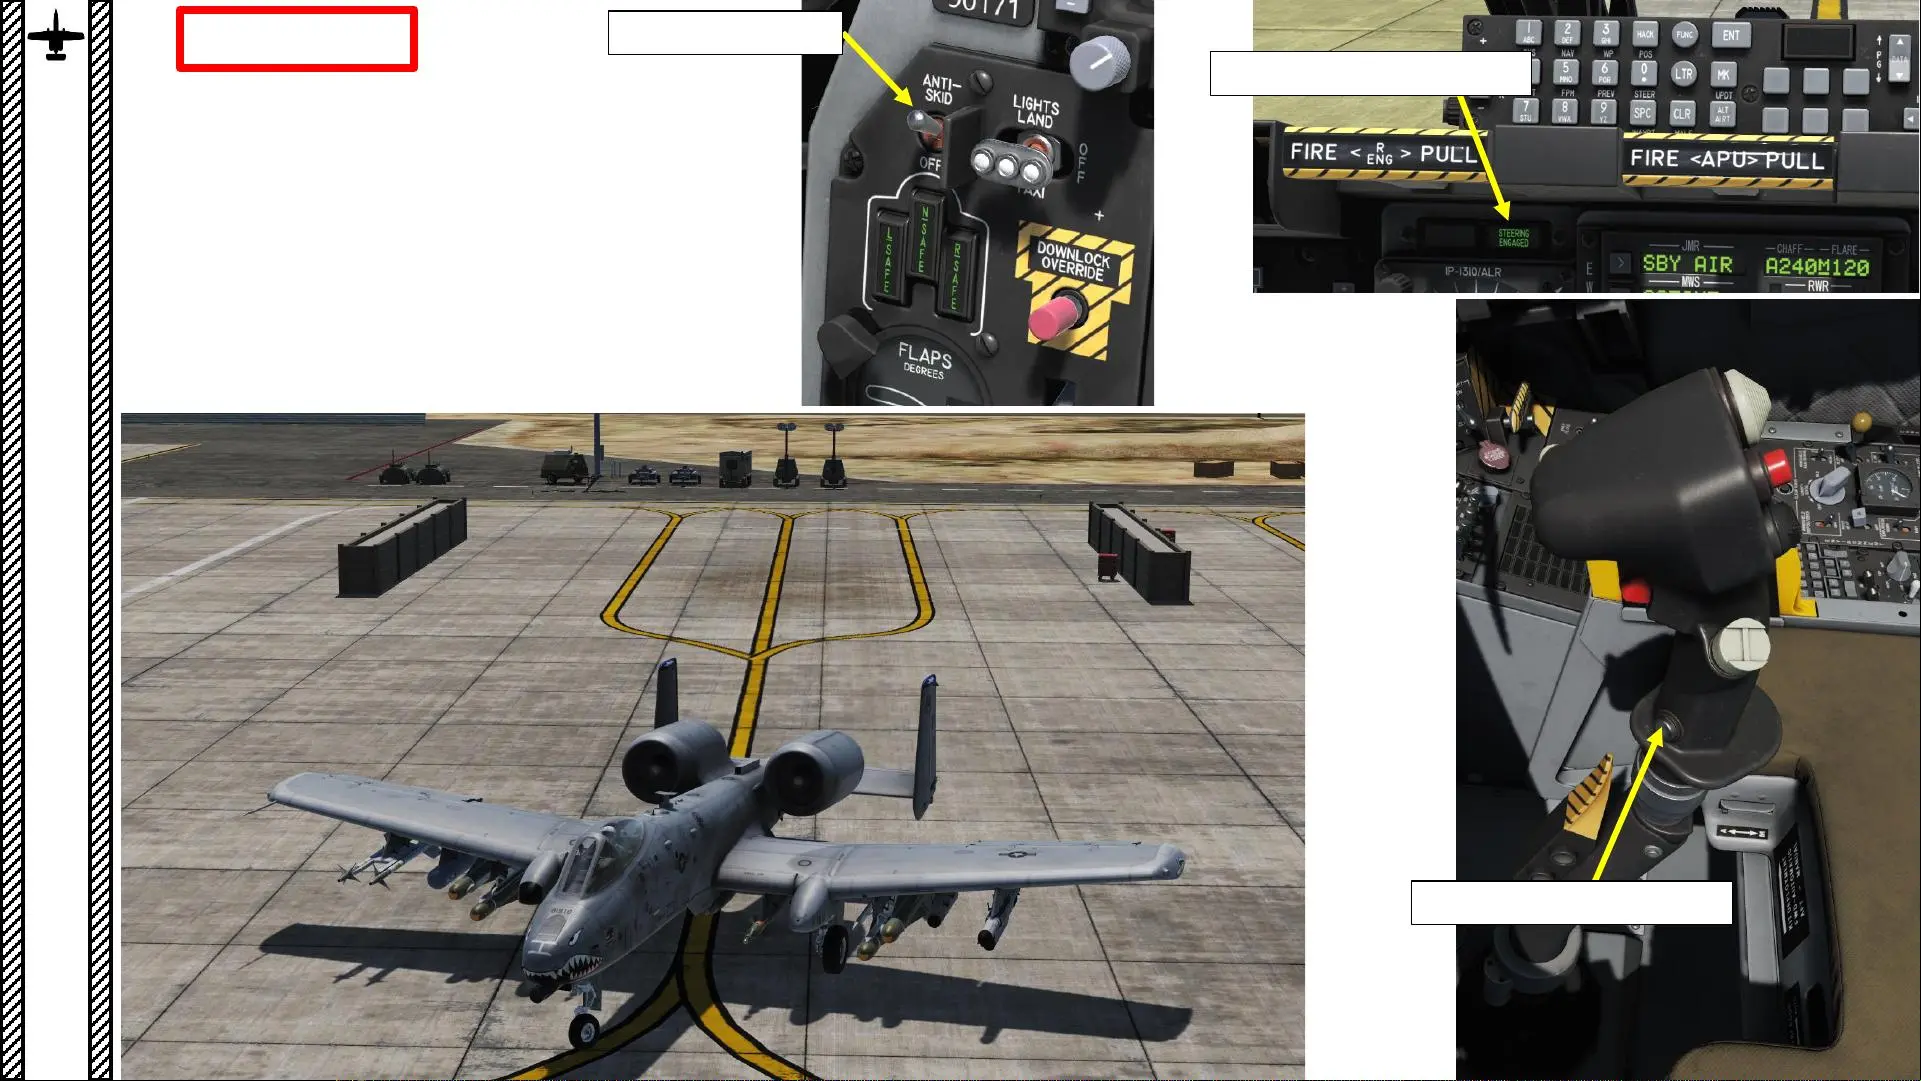 90171
ANTI-
SKID
OFF
LIGHTS
LAND
OFF
TAXI
L
SAFE
N
SAFE
R
SAFE
+
DOWNLOCK
OVERRIDE
FLAPS
DEGREES
1 ABC
2 DEF
3 GHI
HACK
FUNC
ENT
NAV
WP
POS
5 MNO
6 PQR
0
LTR
MK
FPM
PREV
STEER
UPDT
7 STU
8 VWX
9 YZ
SPC
CLR
ALT
ALRT
PG
DATA
FIRE < R ENG > PULL
FIRE <APU> PULL
STEERING
ENGAGED
IP-1310/ALR
JMR
CHAFF
FLARE
SBY AIR
A240M120
MWS
RWR